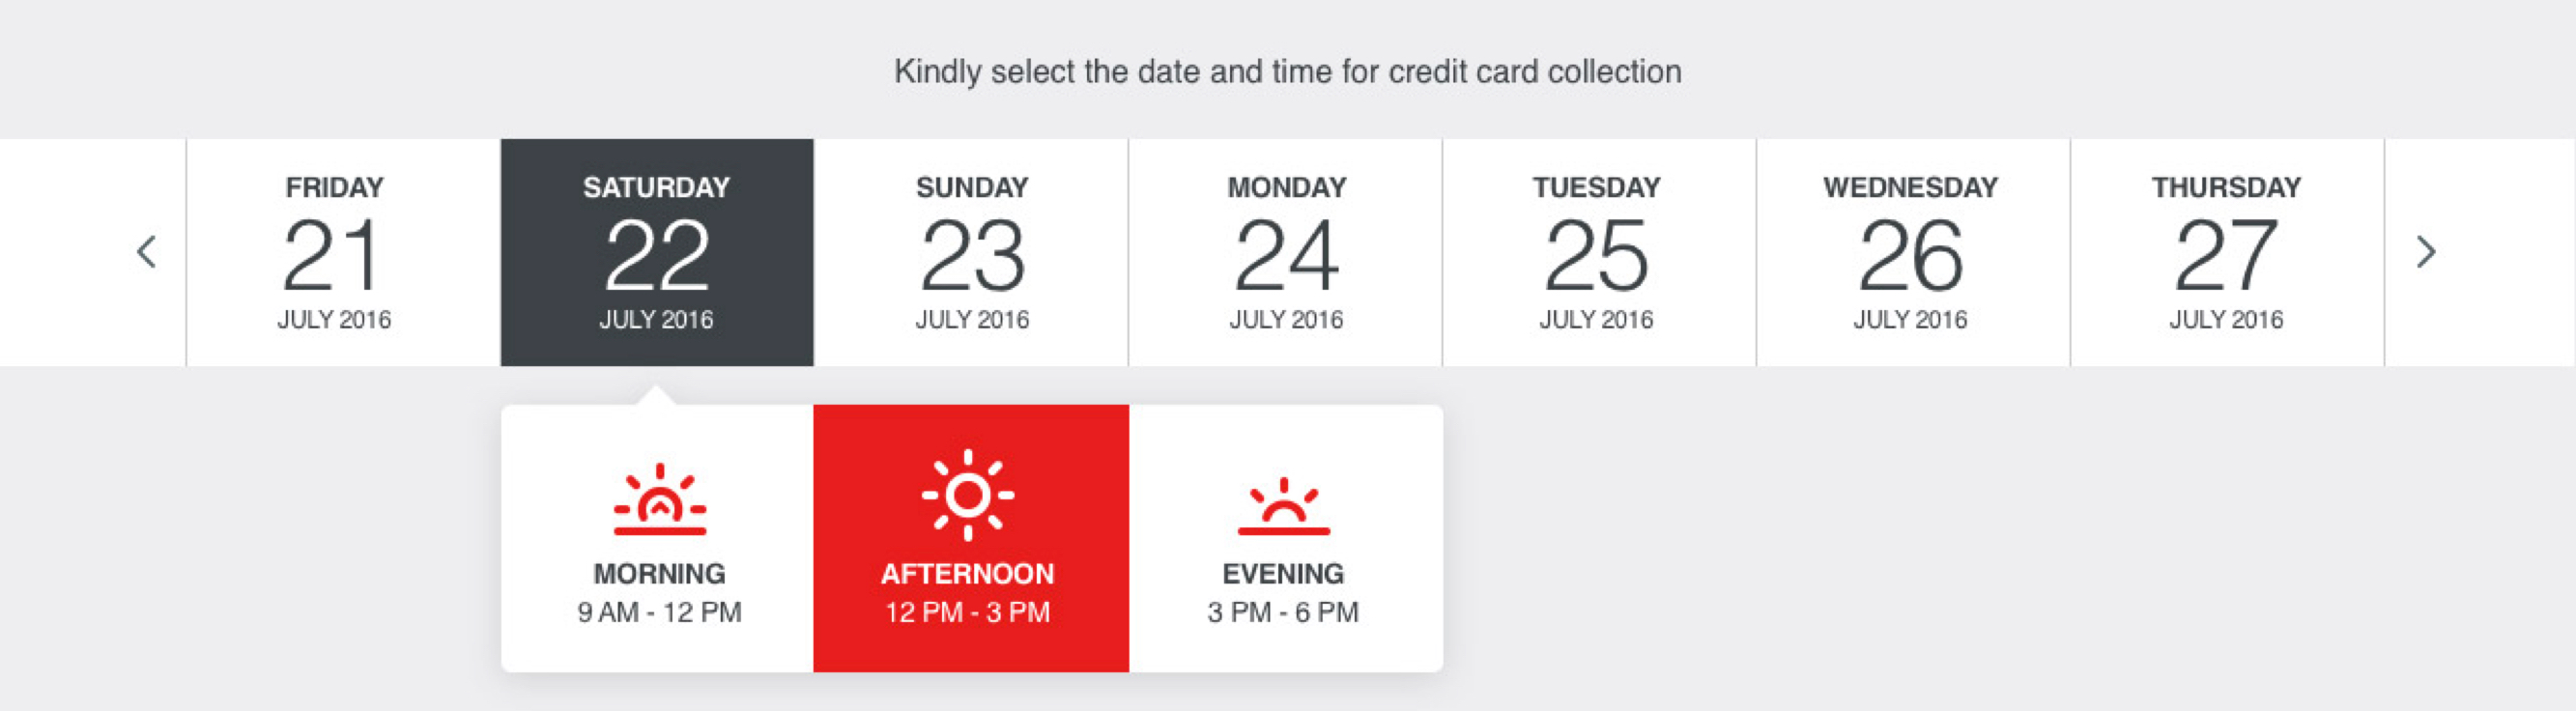 Kindly select the date and time for credit card collection
FRIDAY
21
JULY 2016
SATURDAY
22
JULY 2016
SUNDAY
23
JULY 2016
MONDAY
24
JULY 2016
TUESDAY
25
JULY 2016
WEDNESDAY
26
JULY 2016
THURSDAY
27
JULY 2016
MORNING
9 AM - 12 PM
AFTERNOON
12 PM - 3 PM
EVENING
3 PM - 6 PM